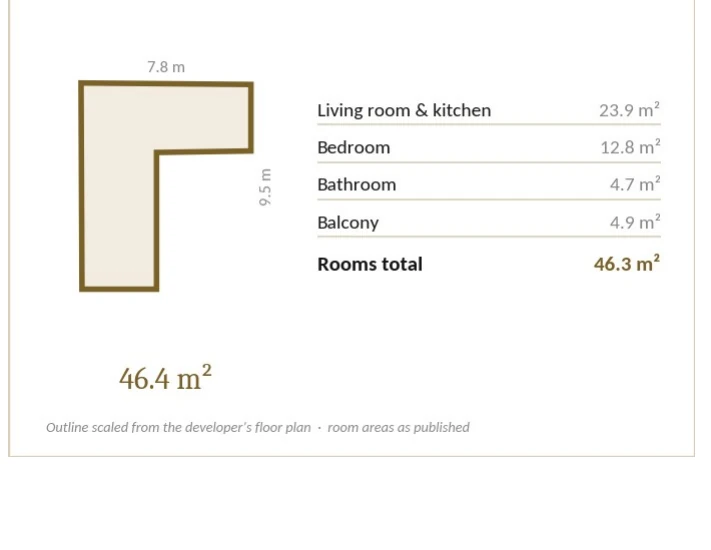 7.8 m
9.5 m
Living room & kitchen 23.9 m²
Bedroom 12.8 m²
Bathroom 4.7 m²
Balcony 4.9 m²
Rooms total 46.3 m²
46.4 m²
Outline scaled from the developer's floor plan · room areas as published